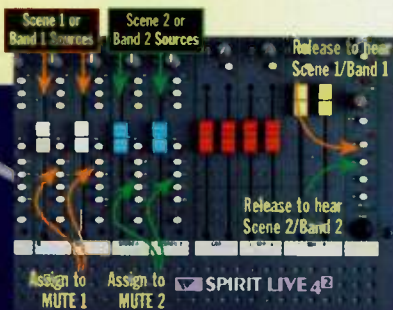 Scene 1 or
Band 1 Sources
Scene 2 or
Band 2 Sources
Release to hear
Scene 1/Band 1
Release to hear
Scene 2/Band 2
Assign to
MUTE 1
Assign to
MUTE 2
SPIRIT LIVE 4²